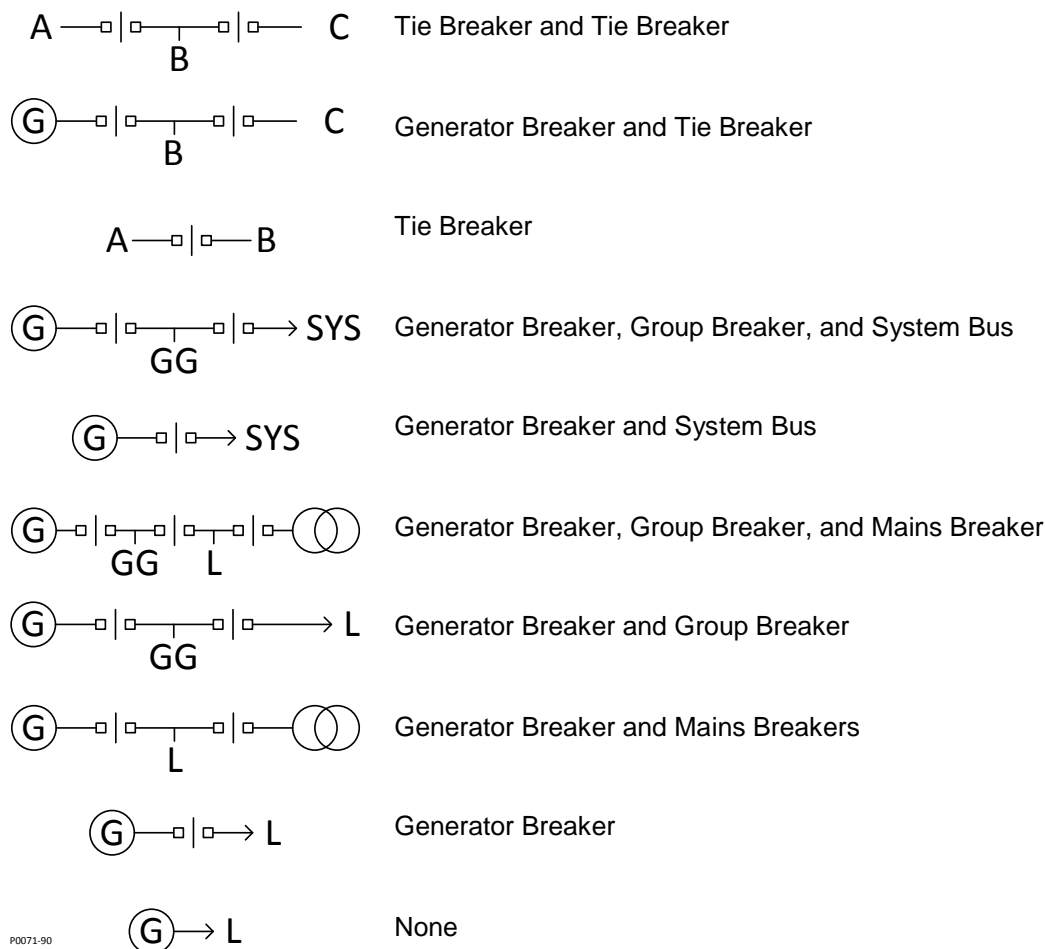 A C Tie Breaker and Tie Breaker
B
G C Generator Breaker and Tie Breaker
B
A B Tie Breaker
G SYS Generator Breaker, Group Breaker, and System Bus
GG
G SYS Generator Breaker and System Bus
G Generator Breaker, Group Breaker, and Mains Breaker
GG L
G L Generator Breaker and Group Breaker
GG
G Generator Breaker and Mains Breakers
L
G L Generator Breaker
G L None
P0071-90